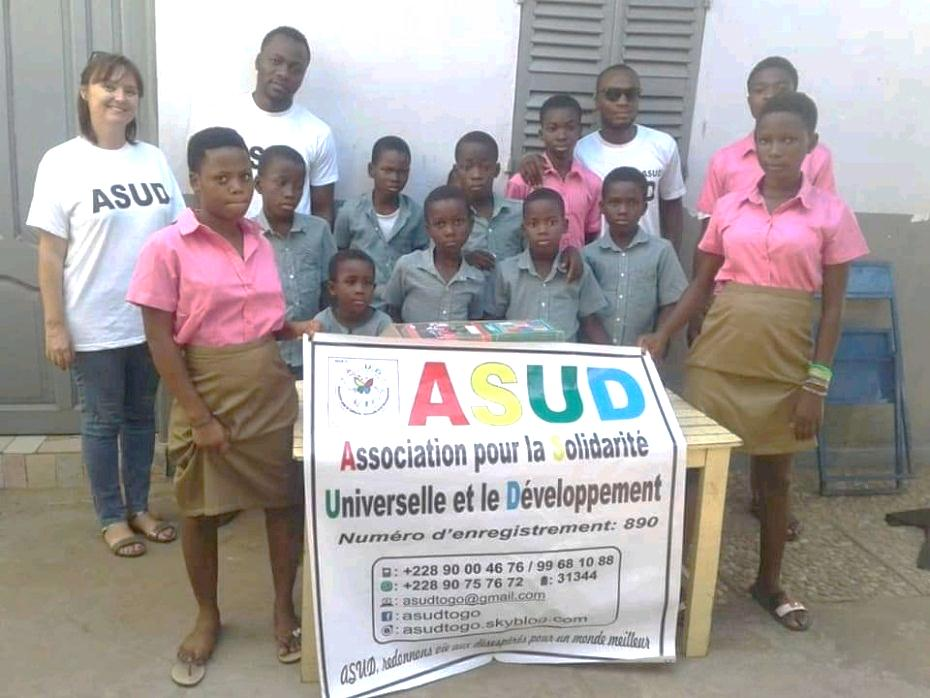 ASUD
ASUD
D
ASUD
ASUD
Association pour la Solidarité
Universelle et le Développement
Numéro d'enregistrement: 890
: +228 90 00 46 76 / 99 68 10 88
: +228 90 75 76 72 : 31344
: asudtogo@gmail.com
: asudtogo
: asudtogo.skyblog.com
ASUD, redonnons vie aux désespérés pour un monde meilleur